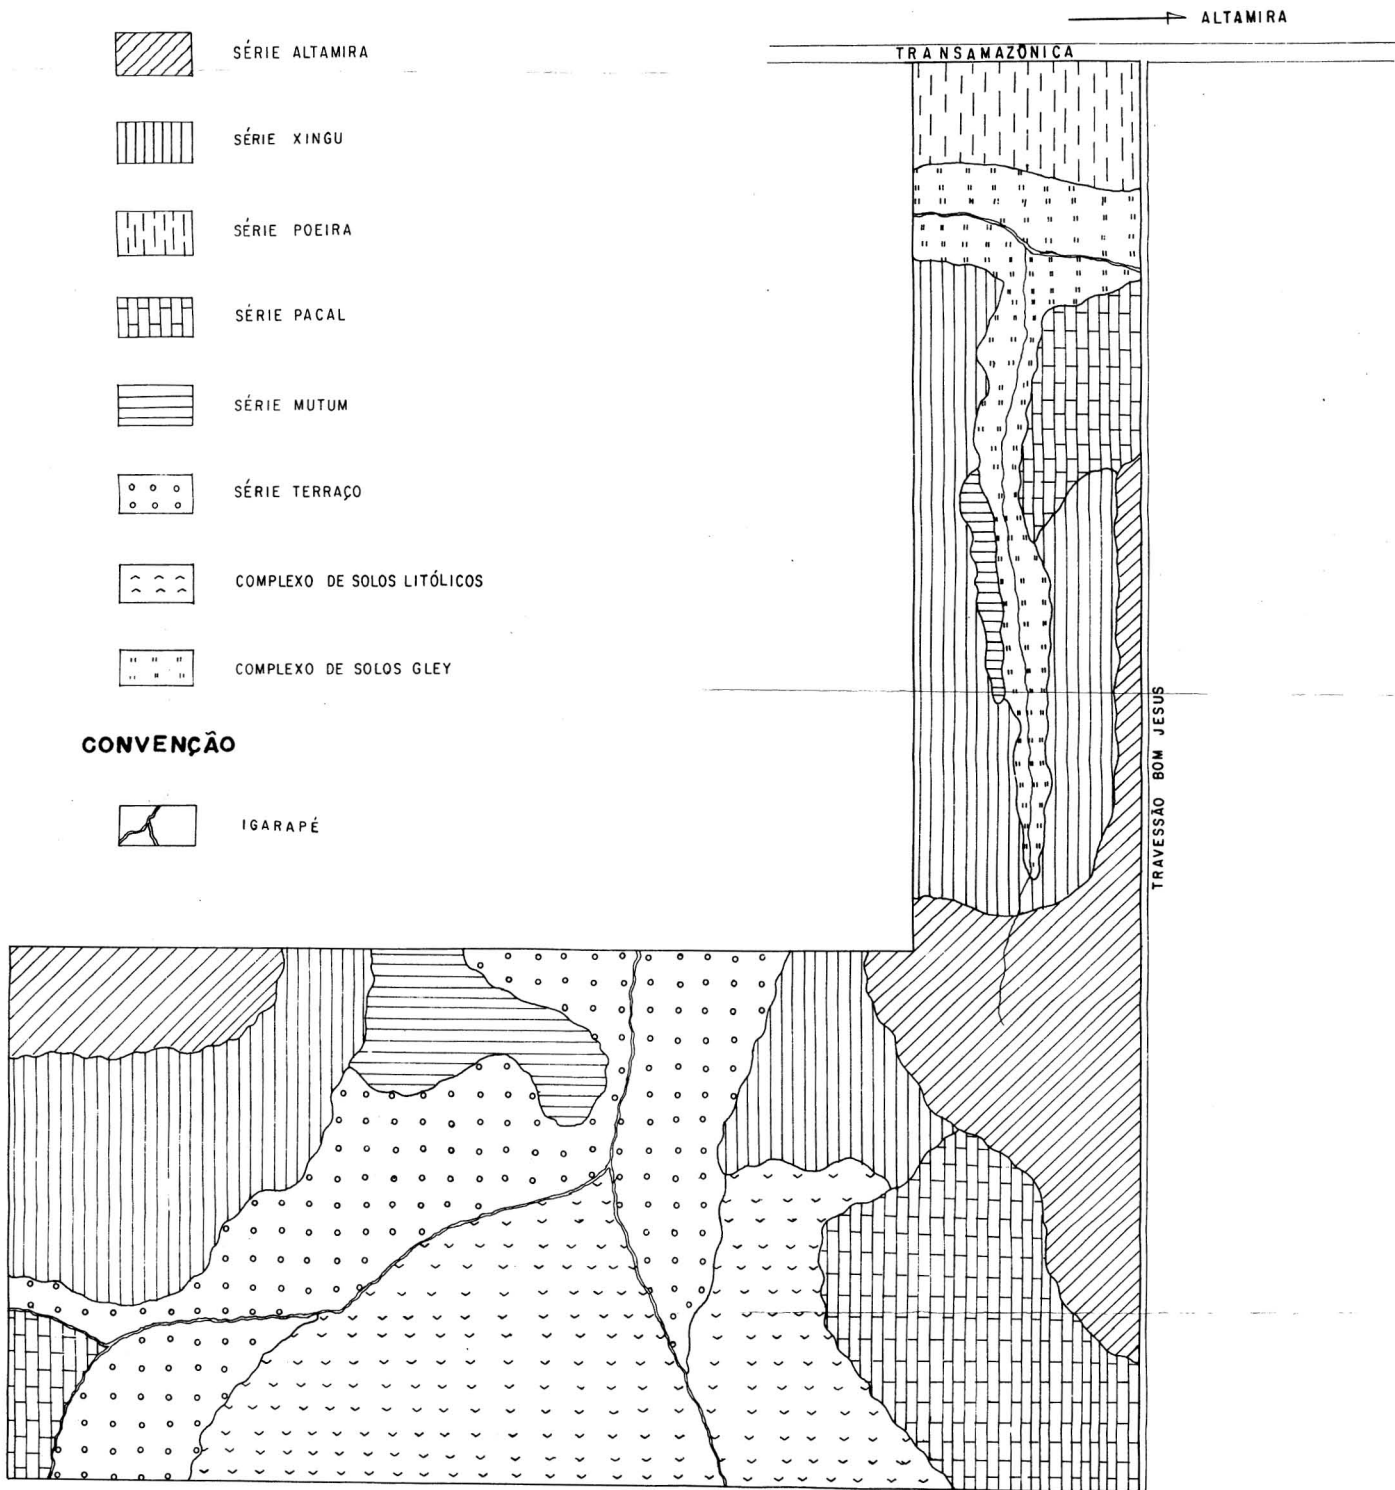 ALTAMIRA
TRANSAMAZÔNICA
SÉRIE ALTAMIRA
SÉRIE XINGU
SÉRIE POEIRA
SÉRIE PACAL
SÉRIE MUTUM
SÉRIE TERRAÇO
COMPLEXO DE SOLOS LITÓLICOS
COMPLEXO DE SOLOS GLEY
CONVENÇÃO
IGARAPÉ
TRAVESSÃO BOM JESUS